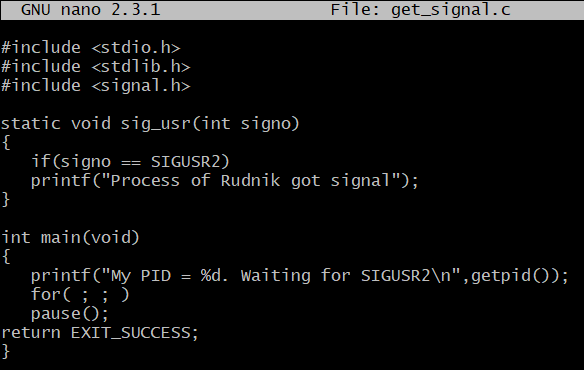 GNU nano 2.3.1 File: get_signal.c
#include <stdio.h>
#include <stdlib.h>
#include <signal.h>
static void sig_usr(int signo)
{
if(signo == SIGUSR2)
printf("Process of Rudnik got signal");
}
int main(void)
{
printf("My PID = %d. Waiting for SIGUSR2\n",getpid());
for( ; ; )
pause();
return EXIT_SUCCESS;
}